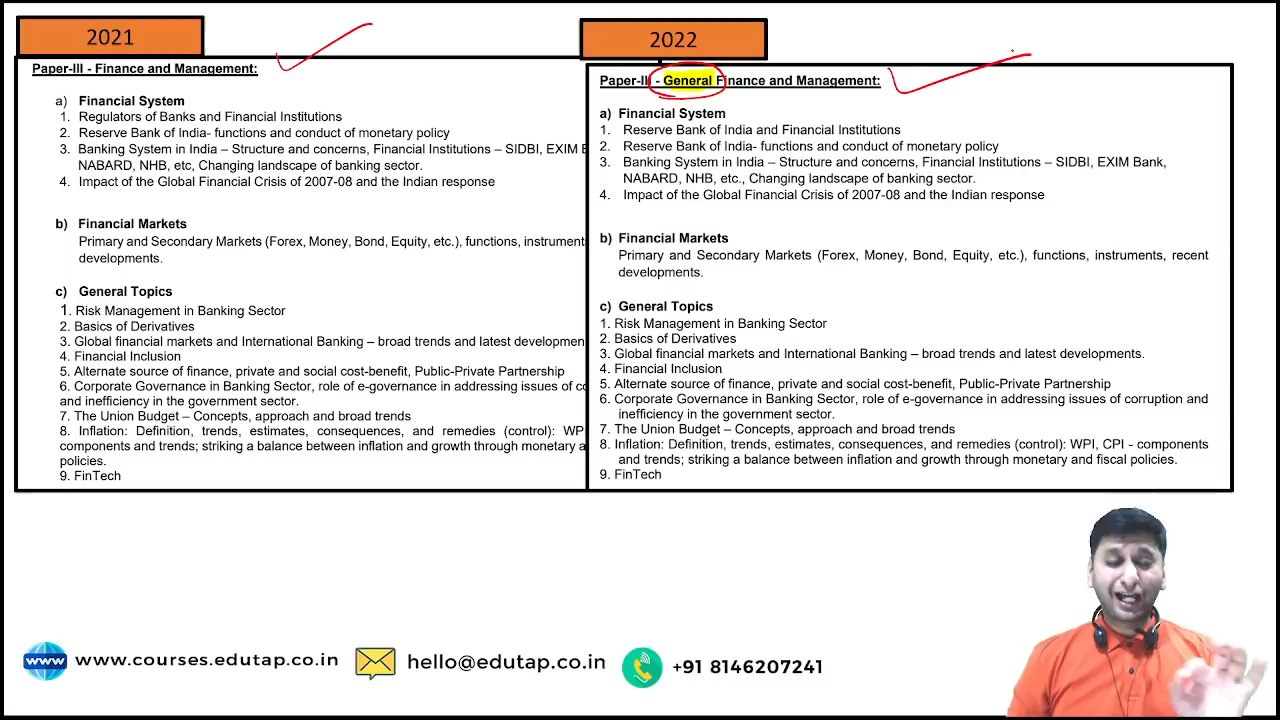 2021
Paper-III - Finance and Management:
a) Financial System
1. Regulators of Banks and Financial Institutions
2. Reserve Bank of India- functions and conduct of monetary policy
3. Banking System in India – Structure and concerns, Financial Institutions – SIDBI, EXIM B
NABARD, NHB, etc, Changing landscape of banking sector.
4. Impact of the Global Financial Crisis of 2007-08 and the Indian response
b) Financial Markets
Primary and Secondary Markets (Forex, Money, Bond, Equity, etc.), functions, instrument
developments.
c) General Topics
1. Risk Management in Banking Sector
2. Basics of Derivatives
3. Global financial markets and International Banking – broad trends and latest developmen
4. Financial Inclusion
5. Alternate source of finance, private and social cost-benefit, Public-Private Partnership
6. Corporate Governance in Banking Sector, role of e-governance in addressing issues of co
and inefficiency in the government sector.
7. The Union Budget – Concepts, approach and broad trends
8. Inflation: Definition, trends, estimates, consequences, and remedies (control): WP
components and trends; striking a balance between inflation and growth through monetary a
policies.
9. FinTech
2022
Paper-III - General Finance and Management:
a) Financial System
1. Reserve Bank of India and Financial Institutions
2. Reserve Bank of India- functions and conduct of monetary policy
3. Banking System in India – Structure and concerns, Financial Institutions – SIDBI, EXIM Bank,
NABARD, NHB, etc., Changing landscape of banking sector.
4. Impact of the Global Financial Crisis of 2007-08 and the Indian response
b) Financial Markets
Primary and Secondary Markets (Forex, Money, Bond, Equity, etc.), functions, instruments, recent
developments.
c) General Topics
1. Risk Management in Banking Sector
2. Basics of Derivatives
3. Global financial markets and International Banking – broad trends and latest developments.
4. Financial Inclusion
5. Alternate source of finance, private and social cost-benefit, Public-Private Partnership
6. Corporate Governance in Banking Sector, role of e-governance in addressing issues of corruption and
inefficiency in the government sector.
7. The Union Budget – Concepts, approach and broad trends
8. Inflation: Definition, trends, estimates, consequences, and remedies (control): WPI, CPI - components
and trends; striking a balance between inflation and growth through monetary and fiscal policies.
9. FinTech
www www.courses.edutap.co.in hello@edutap.co.in +91 8146207241